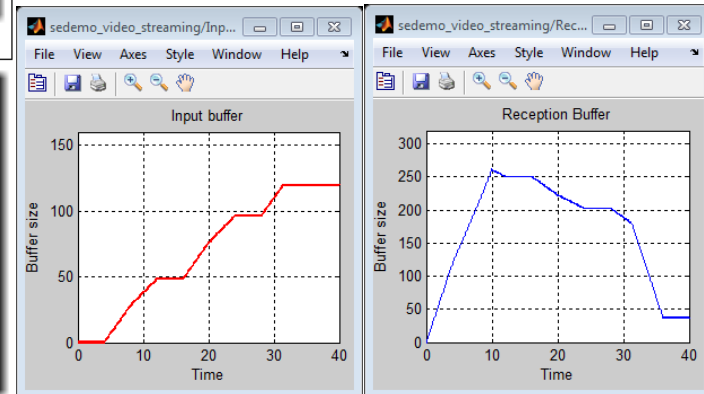 sedemo_video_streaming/Inp...
File View Axes Style Window Help
Input buffer
150
100
50
0
Buffer size
0 10 20 30 40
Time
sedemo_video_streaming/Rec...
File View Axes Style Window Help
Reception Buffer
300
250
200
150
100
50
0
Buffer size
0 10 20 30 40
Time